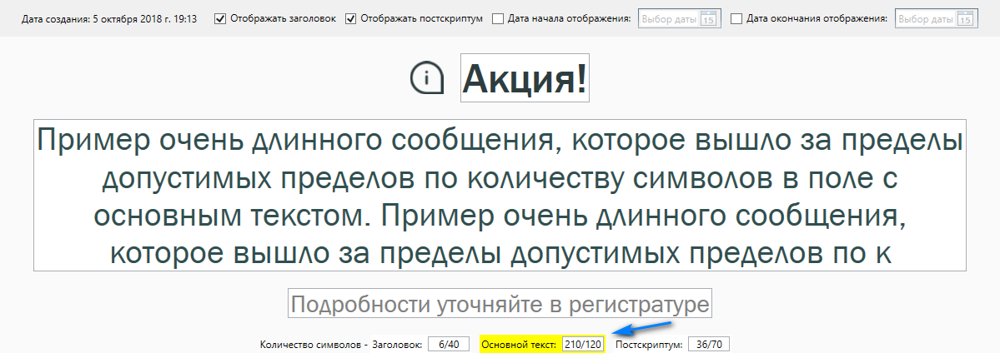 Дата создания: 5 октября 2018 г. 19:13 Отображать заголовок Отображать постскриптум Дата начала отображения: Выбор даты 15 Дата окончания отображения: Выбор даты 15
i Акция!
Пример очень длинного сообщения, которое вышло за пределы
допустимых пределов по количеству символов в поле с
основным текстом. Пример очень длинного сообщения,
которое вышло за пределы допустимых пределов по к
Подробности уточняйте в регистратуре
Количество символов - Заголовок: 6/40 Основной текст: 210/120 Постскриптум: 36/70